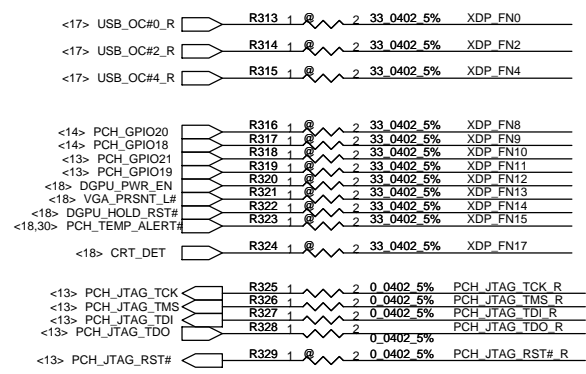 <17> USB_OC#0_R R313 1 @ 2 33_0402_5% XDP_FN0
<17> USB_OC#2_R R314 1 @ 2 33_0402_5% XDP_FN2
<17> USB_OC#4_R R315 1 @ 2 33_0402_5% XDP_FN4
<14> PCH_GPIO20 R316 1 @ 2 33_0402_5% XDP_FN8
<14> PCH_GPIO18 R317 1 @ 2 33_0402_5% XDP_FN9
<13> PCH_GPIO21 R318 1 @ 2 33_0402_5% XDP_FN10
<13> PCH_GPIO19 R319 1 @ 2 33_0402_5% XDP_FN11
<18> DGPU_PWR_EN R320 1 @ 2 33_0402_5% XDP_FN12
<18> VGA_PRSNT_L# R321 1 @ 2 33_0402_5% XDP_FN13
<18> DGPU_HOLD_RST# R322 1 @ 2 33_0402_5% XDP_FN14
<18,30> PCH_TEMP_ALERT# R323 1 @ 2 33_0402_5% XDP_FN15
<18> CRT_DET R324 1 @ 2 33_0402_5% XDP_FN17
<13> PCH_JTAG_TCK R325 1 2 0_0402_5% PCH_JTAG_TCK_R
<13> PCH_JTAG_TMS R326 1 2 0_0402_5% PCH_JTAG_TMS_R
<13> PCH_JTAG_TDI R327 1 2 0_0402_5% PCH_JTAG_TDI_R
<13> PCH_JTAG_TDO R328 1 2 PCH_JTAG_TDO_R
0_0402_5%
<13> PCH_JTAG_RST# R329 1 @ 2 0_0402_5% PCH_JTAG_RST#_R